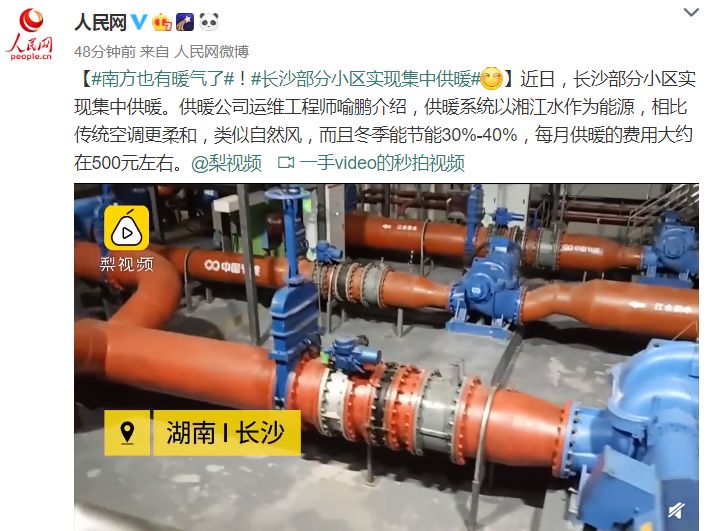 人民网
people.cn
人民网
48分钟前 来自 人民网微博
【#南方也有暖气了#！#长沙部分小区实现集中供暖#】近日，长沙部分小区实
现集中供暖。供暖公司运维工程师喻鹏介绍，供暖系统以湘江水作为能源，相比
传统空调更柔和，类似自然风，而且冬季能节能30%-40%，每月供暖的费用大约
在500元左右。@梨视频 一手video的秒拍视频
梨视频
中国节能
中国节能
湖南 | 长沙